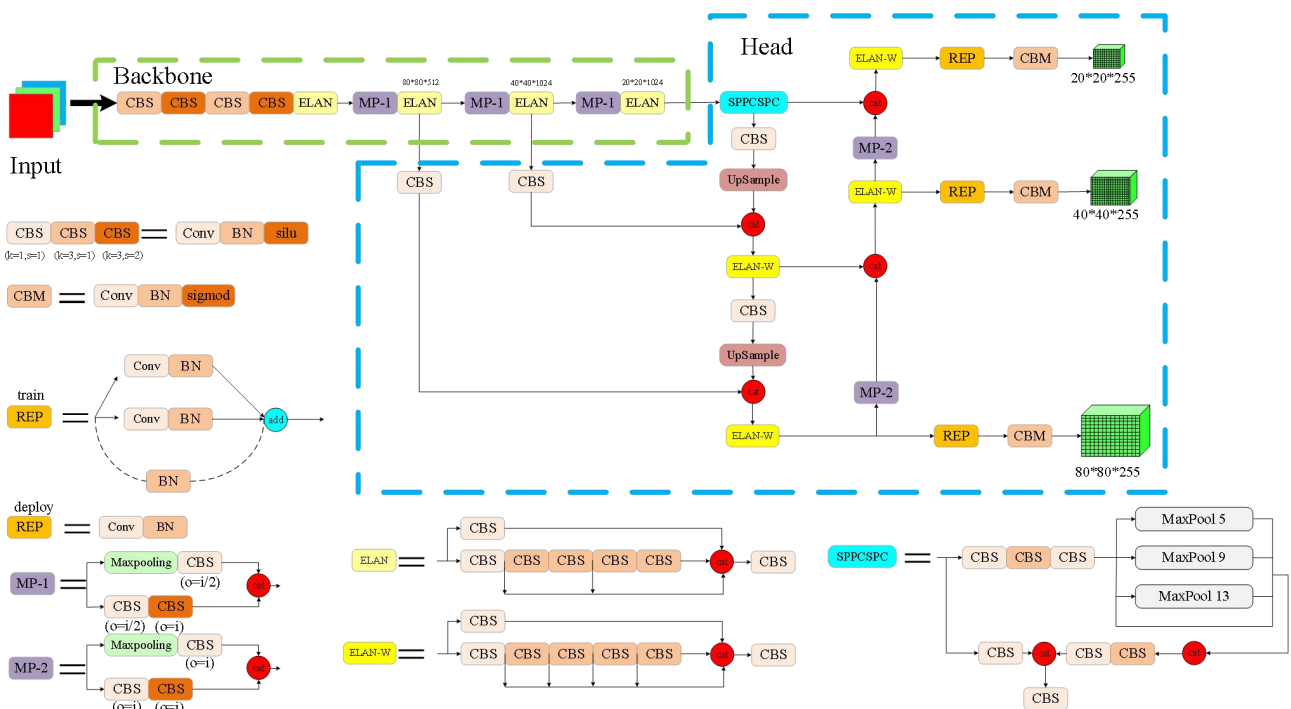 Head
Backbone
80*80*512
40*40*1024
20*20*1024
CBS CBS CBS CBS ELAN MP-1 ELAN MP-1 ELAN MP-1 ELAN
Input
ELAN-W REP CBM
20*20*255
SPPCSPC cat
CBS MP-2
CBS CBS UpSample ELAN-W REP CBM
40*40*255
cat
ELAN-W cat
CBS
UpSample
cat MP-2
ELAN-W REP CBM
80*80*255
CBS CBS CBS Conv BN silu
(k=1,s=1) (k=3,s=1) (k=3,s=2)
CBM Conv BN sigmod
train
REP
Conv BN
Conv BN add
BN
deploy
REP Conv BN
MP-1
Maxpooling CBS
(o=i/2)
cat
CBS CBS
(o=i/2) (o=i)
MP-2
Maxpooling CBS
(o=i)
cat
CBS CBS
(o=i) (o=i)
ELAN
CBS
CBS CBS CBS CBS CBS cat CBS
ELAN-W
CBS
CBS CBS CBS CBS CBS cat CBS
SPPCSPC
CBS CBS CBS
MaxPool 5
MaxPool 9
MaxPool 13
CBS cat CBS CBS cat
CBS